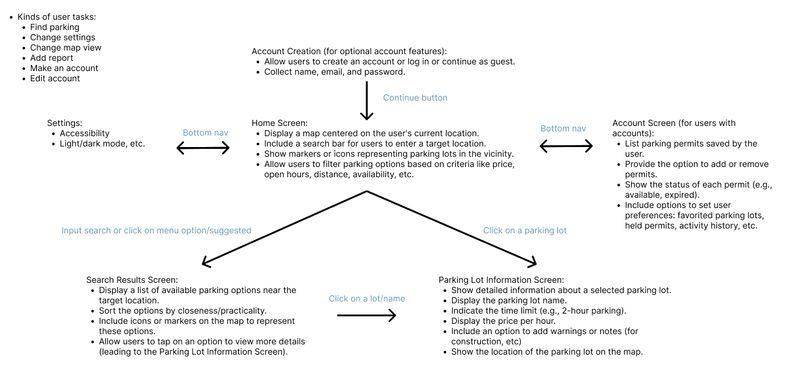 Kinds of user tasks:
Find parking
Change settings
Change map view
Add report
Make an account
Edit account
Account Creation (for optional account features):
Allow users to create an account or log in or continue as guest.
Collect name, email, and password.
Continue button
Settings:
Accessibility
Light/dark mode, etc.
Bottom nav
Home Screen:
Display a map centered on the user's current location.
Include a search bar for users to enter a target location.
Show markers or icons representing parking lots in the vicinity.
Allow users to filter parking options based on criteria like price,
open hours, distance, availability, etc.
Bottom nav
Account Screen (for users with
accounts):
List parking permits saved by the
user.
Provide the option to add or remove
permits.
Show the status of each permit (e.g.,
available, expired).
Include options to set user
preferences: favorited parking lots,
held permits, activity history, etc.
Input search or click on menu option/suggested
Click on a parking lot
Search Results Screen:
Display a list of available parking options near the
target location.
Sort the options by closeness/practicality.
Include icons or markers on the map to represent
these options.
Allow users to tap on an option to view more details
(leading to the Parking Lot Information Screen).
Click on a lot/name
Parking Lot Information Screen:
Show detailed information about a selected parking lot.
Display the parking lot name.
Indicate the time limit (e.g., 2-hour parking).
Display the price per hour.
Include an option to add warnings or notes (for
construction, etc)
Show the location of the parking lot on the map.